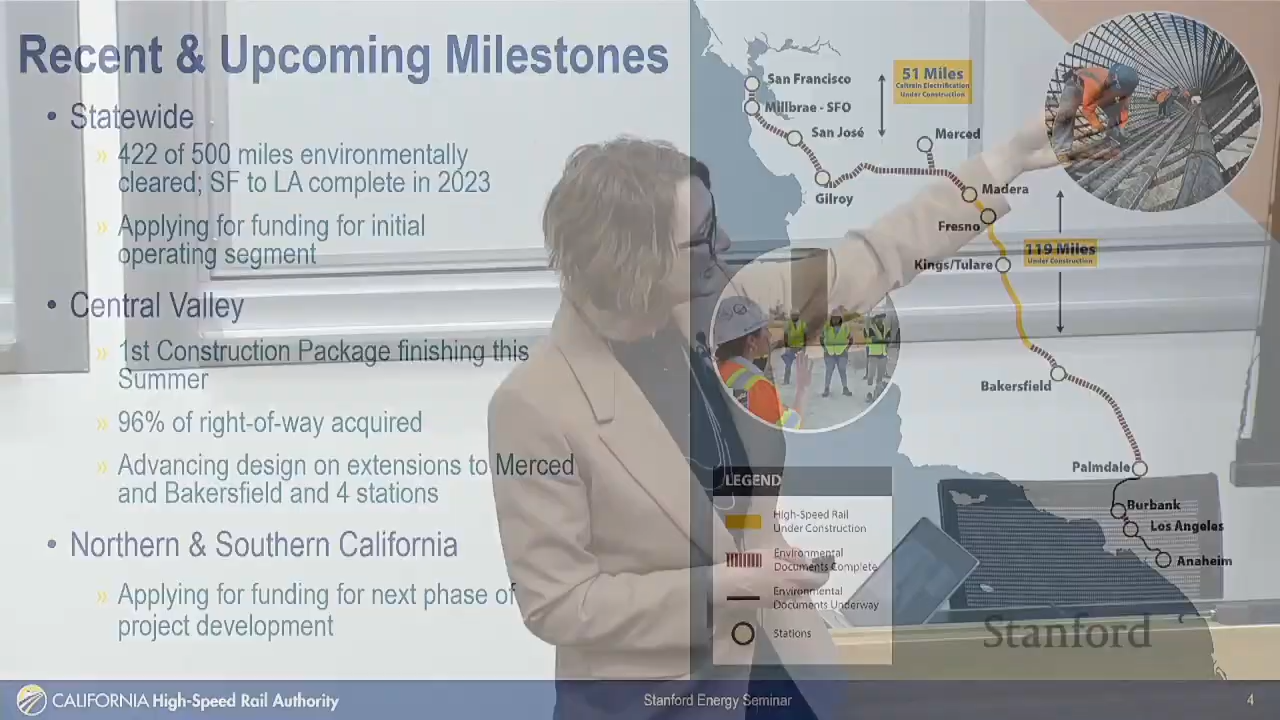 Recent & Upcoming Milestones
• Statewide
» 422 of 500 miles environmentally
cleared; SF to LA complete in 2023
» Applying for funding for initial
operating segment
• Central Valley
» 1st Construction Package finishing this
Summer
» 96% of right-of-way acquired
» Advancing design on extensions to Merced
and Bakersfield and 4 stations
• Northern & Southern California
» Applying for funding for next phase of
project development
San Francisco
Millbrae - SFO
San José
Gilroy
Merced
Madera
Fresno
Kings/Tulare
Bakersfield
Palmdale
Burbank
Los Angeles
Anaheim
51 Miles
Caltrain Electrification
Under Construction
119 Miles
Under Construction
LEGEND
High-Speed Rail
Under Construction
Environmental
Documents Complete
Environmental
Documents Underway
Stations
Stanford
CALIFORNIA High-Speed Rail Authority
Stanford Energy Seminar
4